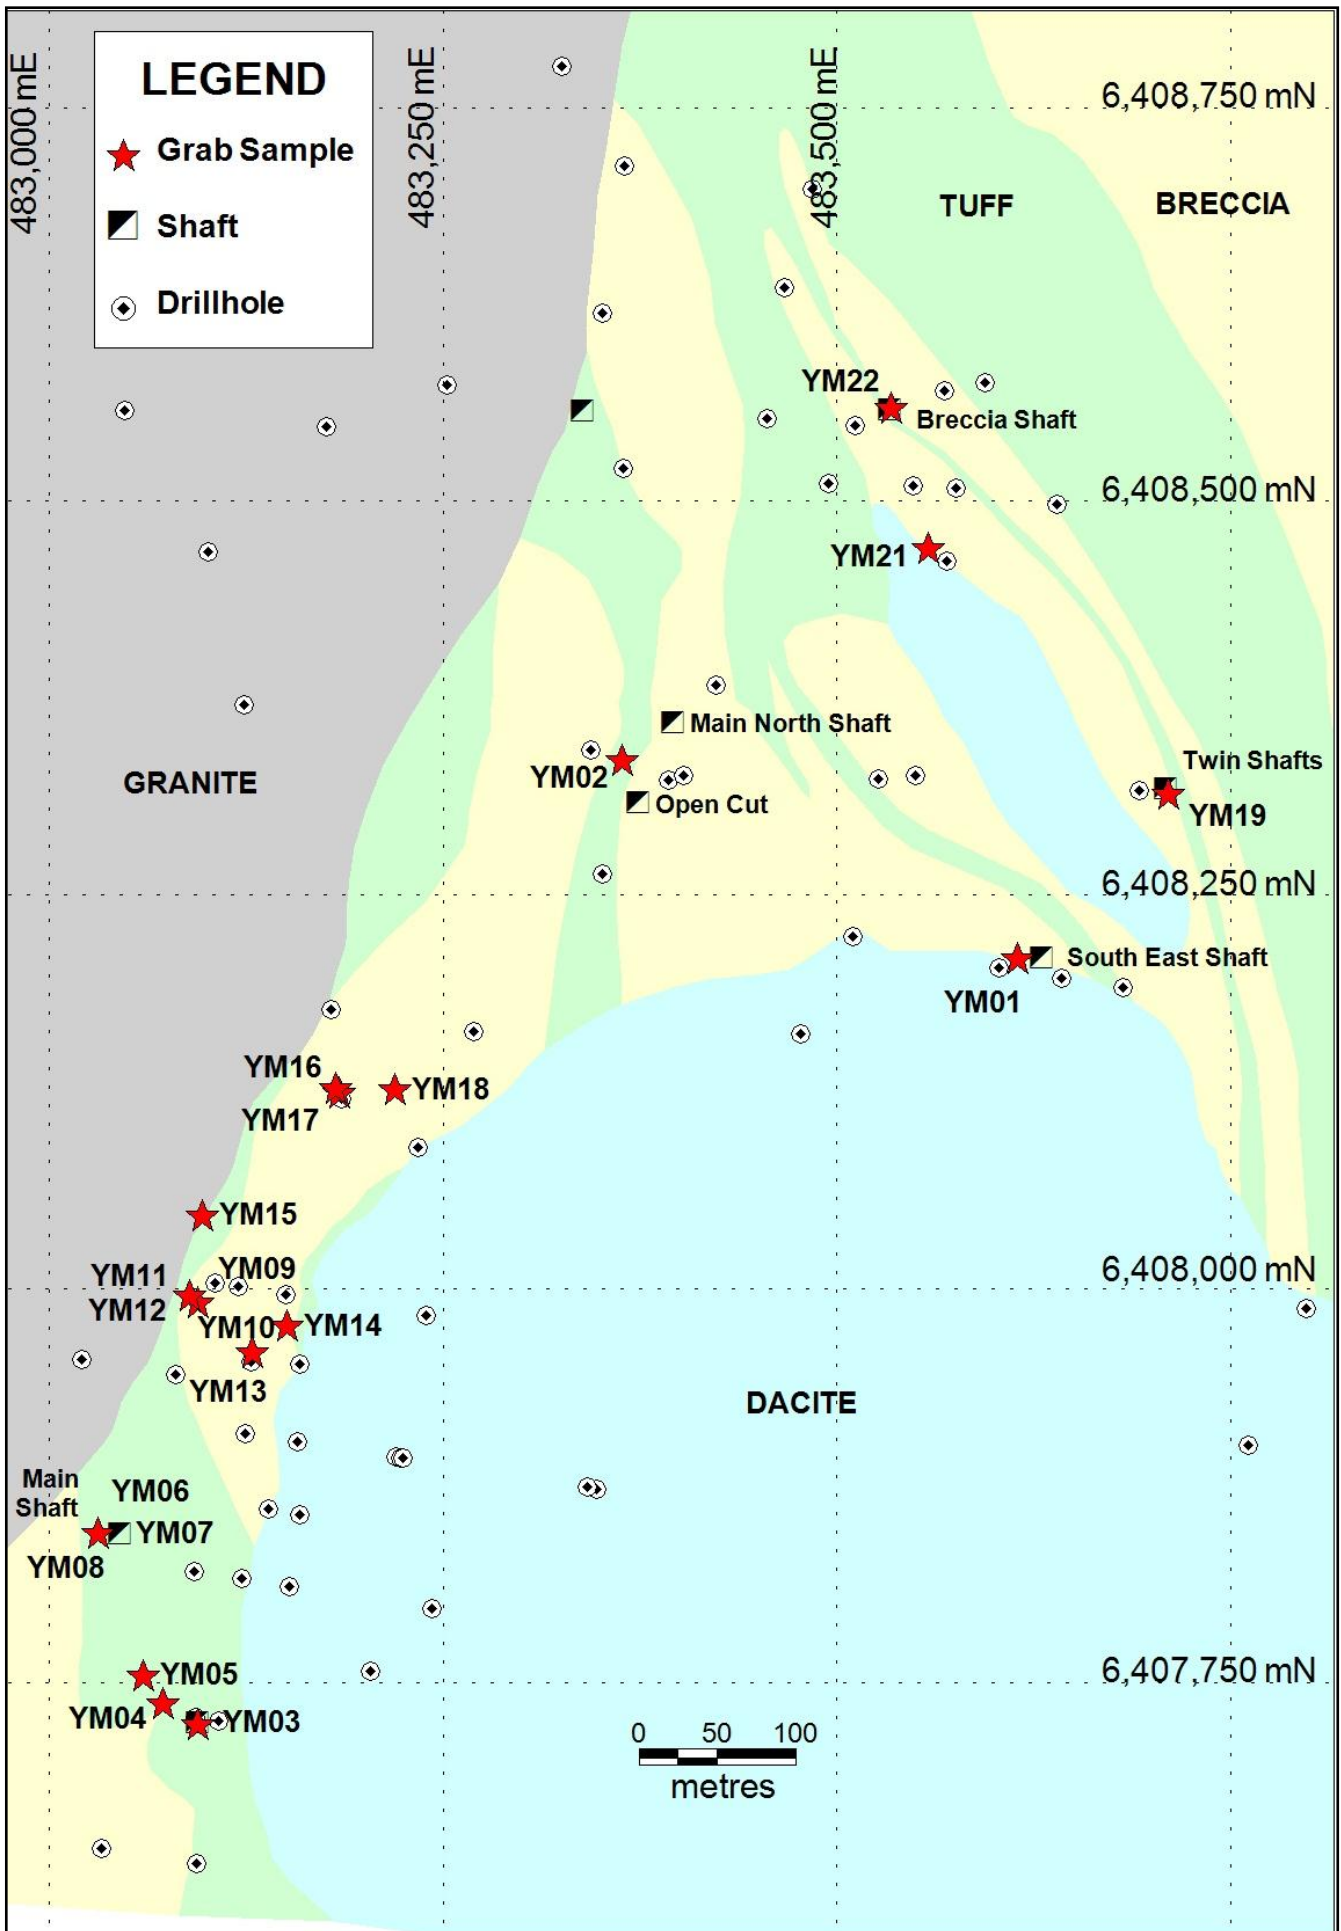 LEGEND
Grab Sample
Shaft
Drillhole
483,000 mE
483,250 mE
483,500 mE
6,408,750 mN
TUFF
BRECCIA
YM22
Breccia Shaft
6,408,500 mN
YM21
Main North Shaft
GRANITE
YM02
Open Cut
Twin Shafts
YM19
6,408,250 mN
South East Shaft
YM01
YM16
YM18
YM17
YM15
YM09
YM11
6,408,000 mN
YM12
YM10
YM14
YM13
DACITE
Main
Shaft
YM06
YM07
YM08
YM05
6,407,750 mN
YM04
YM03
0 50 100
metres